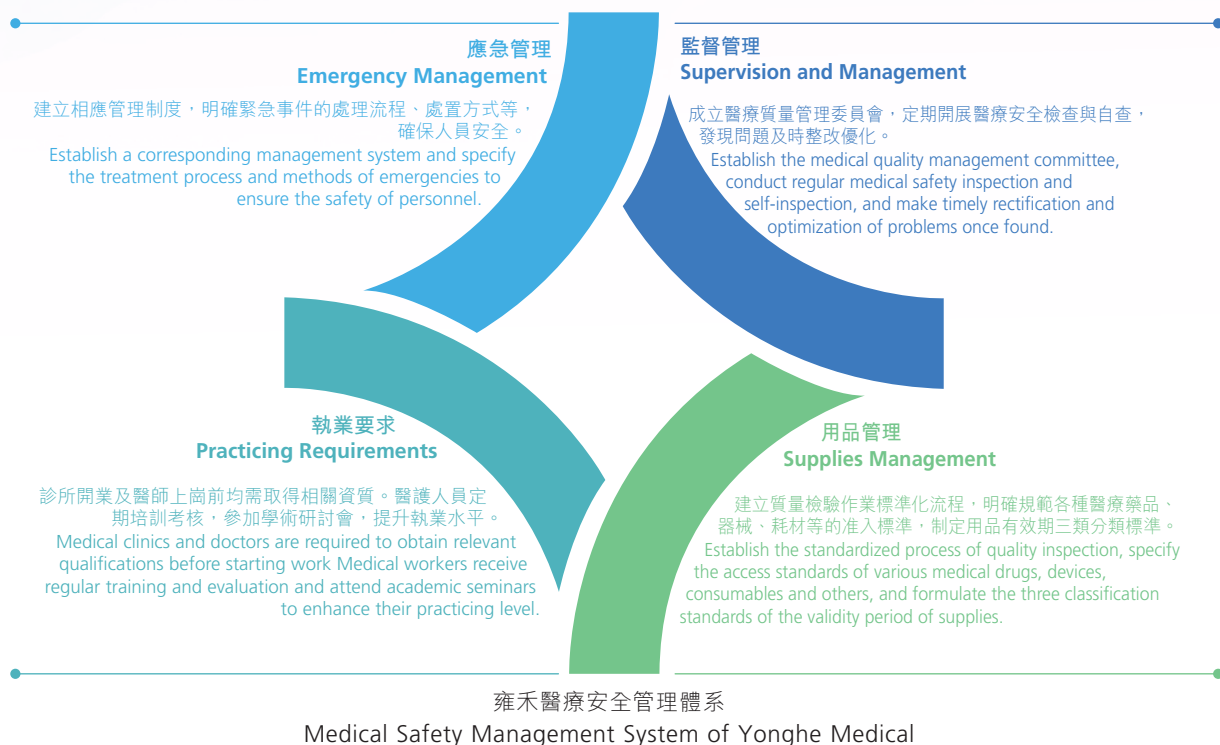 應急管理
Emergency Management
建立相應管理制度，明確緊急事件的處理流程、處置方式等，
確保人員安全。
Establish a corresponding management system and specify
the treatment process and methods of emergencies to
ensure the safety of personnel.
監督管理
Supervision and Management
成立醫療質量管理委員會，定期開展醫療安全檢查與自查，
發現問題及時整改優化。
Establish the medical quality management committee,
conduct regular medical safety inspection and
self-inspection, and make timely rectification and
optimization of problems once found.
執業要求
Practicing Requirements
診所開業及醫師上崗前均需取得相關資質。醫護人員定
期培訓考核，參加學術研討會，提升執業水平。
Medical clinics and doctors are required to obtain relevant
qualifications before starting work Medical workers receive
regular training and evaluation and attend academic seminars
to enhance their practicing level.
用品管理
Supplies Management
建立質量檢驗作業標準化流程，明確規範各種醫療藥品、
器械、耗材等的准入標準，制定用品有效期三類分類標準。
Establish the standardized process of quality inspection, specify
the access standards of various medical drugs, devices,
consumables and others, and formulate the three classification
standards of the validity period of supplies.
雍禾醫療安全管理體系
Medical Safety Management System of Yonghe Medical